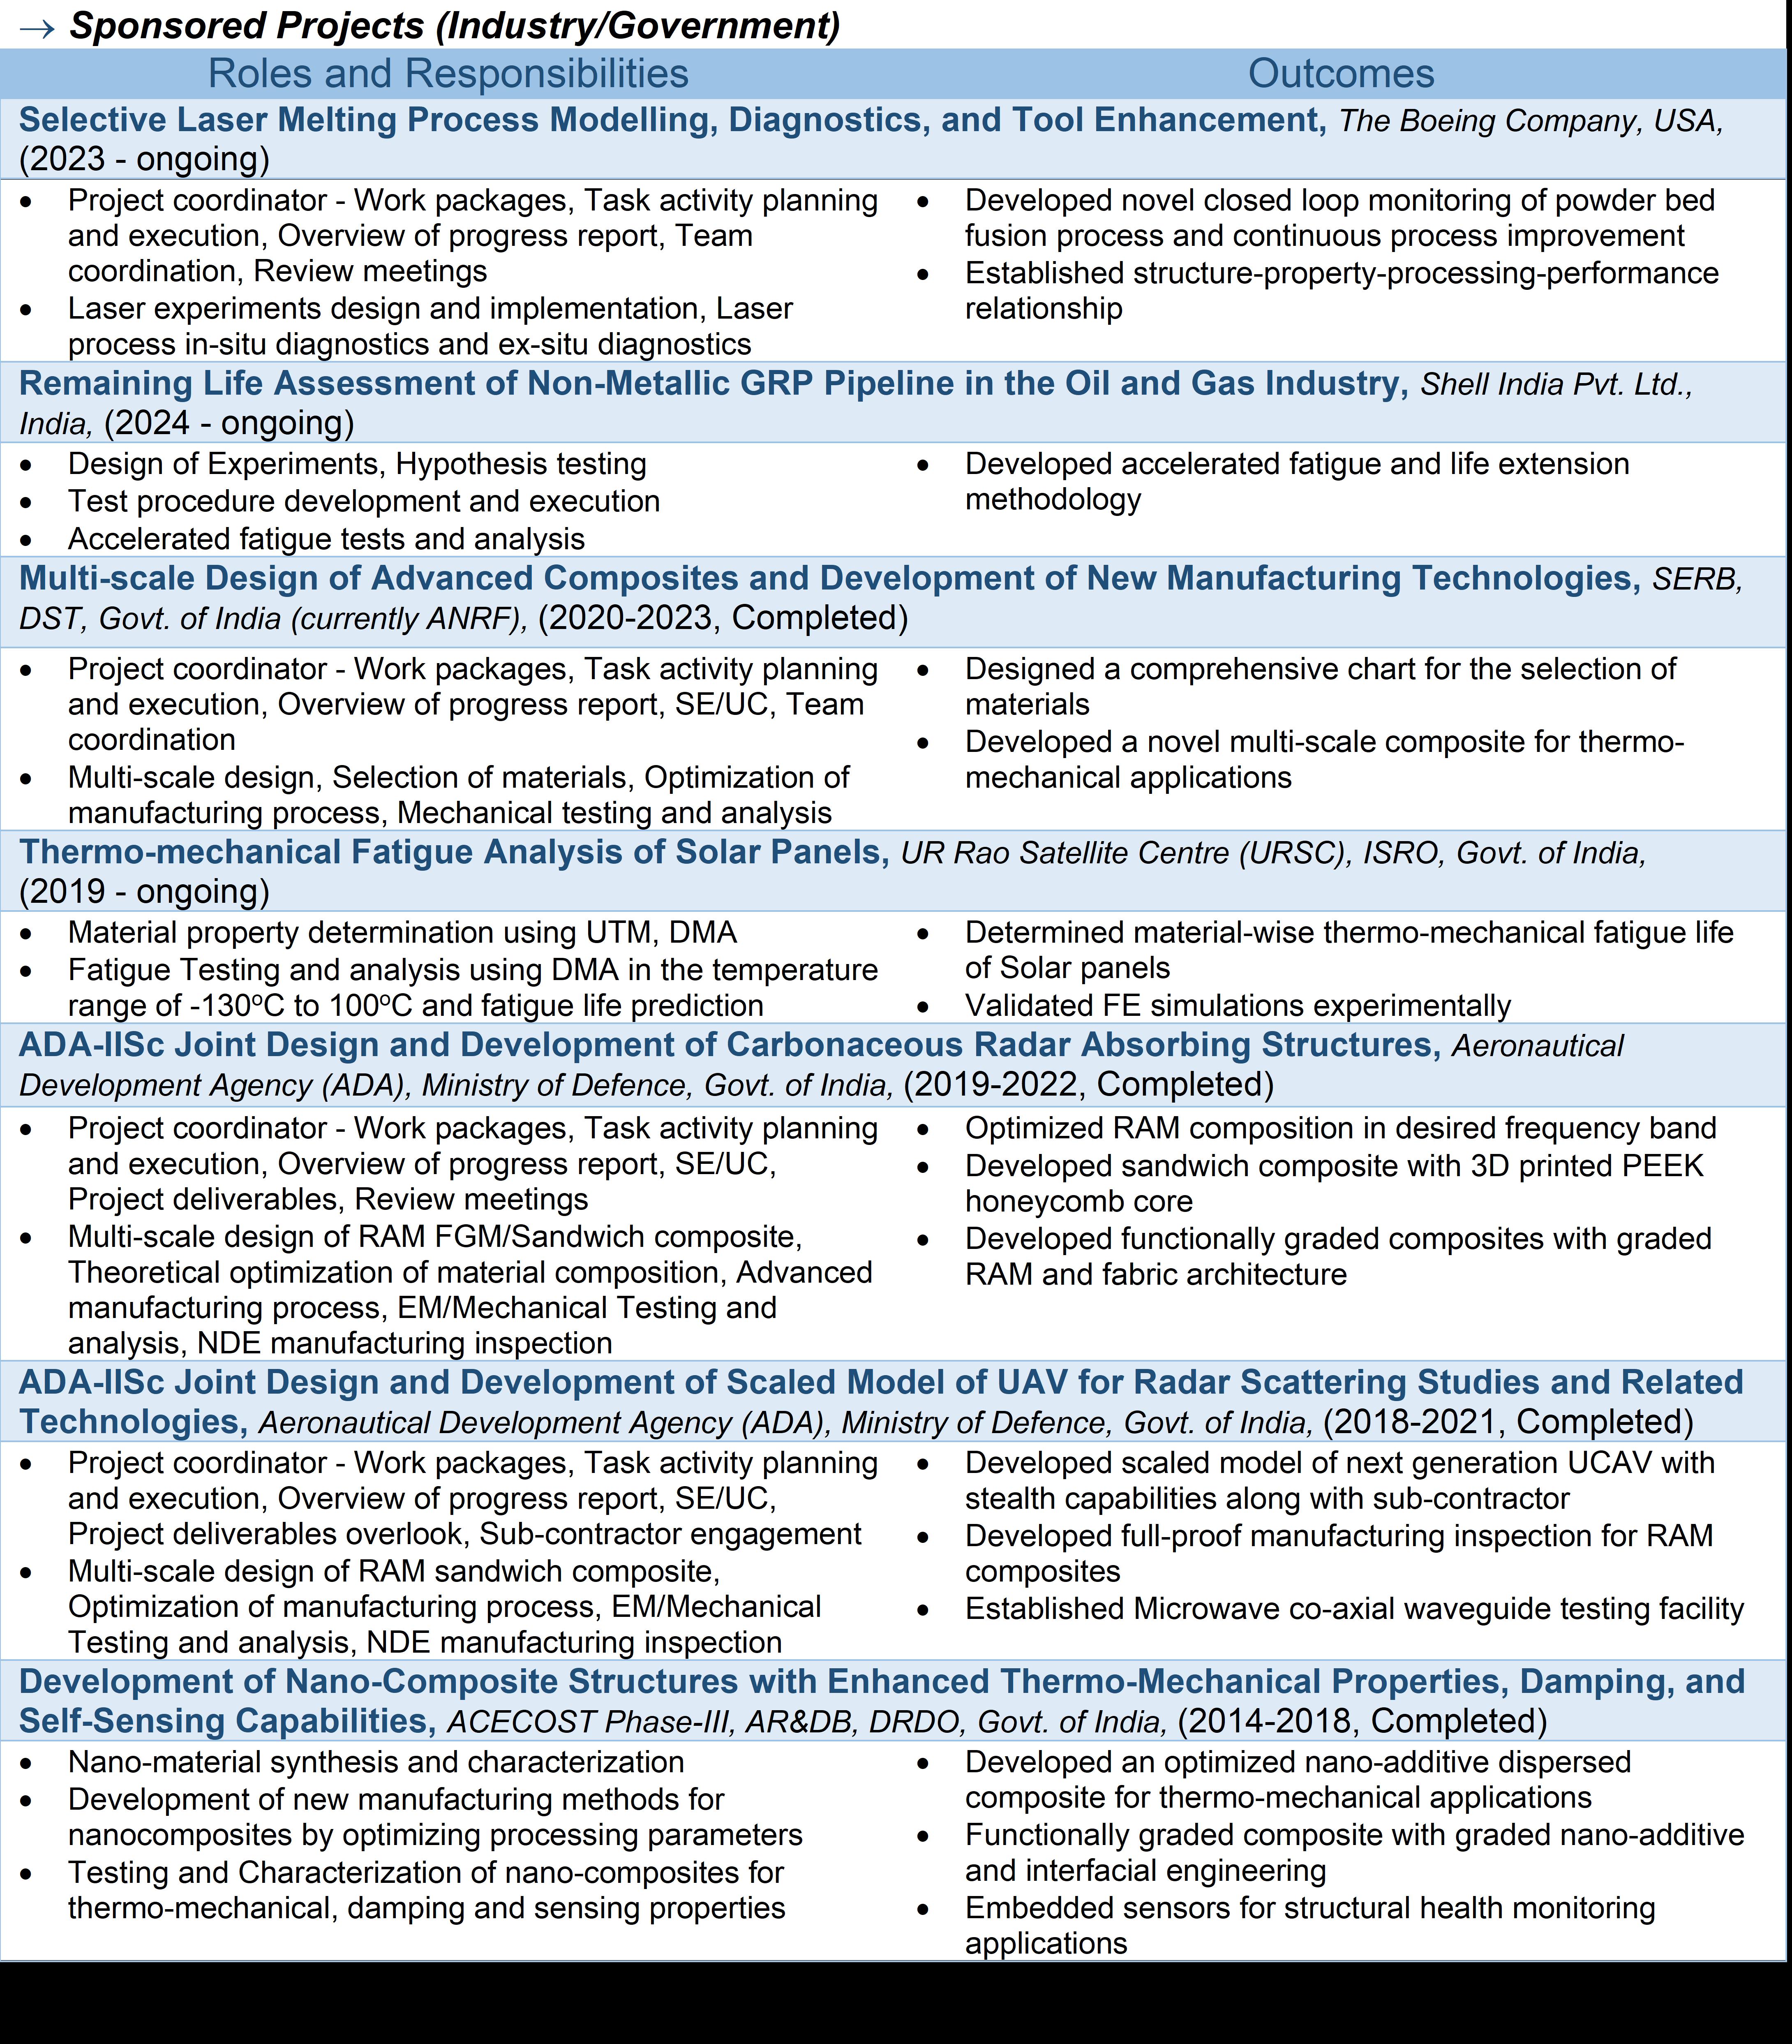 → Sponsored Projects (Industry/Government)
Roles and Responsibilities
Outcomes
Selective Laser Melting Process Modelling, Diagnostics, and Tool Enhancement, The Boeing Company, USA,
(2023 - ongoing)
• Project coordinator - Work packages, Task activity planning
and execution, Overview of progress report, Team
coordination, Review meetings
• Laser experiments design and implementation, Laser
process in-situ diagnostics and ex-situ diagnostics
• Developed novel closed loop monitoring of powder bed
fusion process and continuous process improvement
• Established structure-property-processing-performance
relationship
Remaining Life Assessment of Non-Metallic GRP Pipeline in the Oil and Gas Industry, Shell India Pvt. Ltd.,
India, (2024 - ongoing)
• Design of Experiments, Hypothesis testing
• Test procedure development and execution
• Accelerated fatigue tests and analysis
• Developed accelerated fatigue and life extension
methodology
Multi-scale Design of Advanced Composites and Development of New Manufacturing Technologies, SERB,
DST, Govt. of India (currently ANRF), (2020-2023, Completed)
• Project coordinator - Work packages, Task activity planning
and execution, Overview of progress report, SE/UC, Team
coordination
• Multi-scale design, Selection of materials, Optimization of
manufacturing process, Mechanical testing and analysis
• Designed a comprehensive chart for the selection of
materials
• Developed a novel multi-scale composite for thermo-
mechanical applications
Thermo-mechanical Fatigue Analysis of Solar Panels, UR Rao Satellite Centre (URSC), ISRO, Govt. of India,
(2019 - ongoing)
• Material property determination using UTM, DMA
• Fatigue Testing and analysis using DMA in the temperature
range of -130ºC to 100ºC and fatigue life prediction
• Determined material-wise thermo-mechanical fatigue life
of Solar panels
• Validated FE simulations experimentally
ADA-IISc Joint Design and Development of Carbonaceous Radar Absorbing Structures, Aeronautical
Development Agency (ADA), Ministry of Defence, Govt. of India, (2019-2022, Completed)
• Project coordinator - Work packages, Task activity planning
and execution, Overview of progress report, SE/UC,
Project deliverables, Review meetings
• Multi-scale design of RAM FGM/Sandwich composite,
Theoretical optimization of material composition, Advanced
manufacturing process, EM/Mechanical Testing and
analysis, NDE manufacturing inspection
• Optimized RAM composition in desired frequency band
• Developed sandwich composite with 3D printed PEEK
honeycomb core
• Developed functionally graded composites with graded
RAM and fabric architecture
ADA-IISc Joint Design and Development of Scaled Model of UAV for Radar Scattering Studies and Related
Technologies, Aeronautical Development Agency (ADA), Ministry of Defence, Govt. of India, (2018-2021, Completed)
• Project coordinator - Work packages, Task activity planning
and execution, Overview of progress report, SE/UC,
Project deliverables overlook, Sub-contractor engagement
• Multi-scale design of RAM sandwich composite,
Optimization of manufacturing process, EM/Mechanical
Testing and analysis, NDE manufacturing inspection
• Developed scaled model of next generation UCAV with
stealth capabilities along with sub-contractor
• Developed full-proof manufacturing inspection for RAM
composites
• Established Microwave co-axial waveguide testing facility
Development of Nano-Composite Structures with Enhanced Thermo-Mechanical Properties, Damping, and
Self-Sensing Capabilities, ACECOST Phase-III, AR&DB, DRDO, Govt. of India, (2014-2018, Completed)
• Nano-material synthesis and characterization
• Development of new manufacturing methods for
nanocomposites by optimizing processing parameters
• Testing and Characterization of nano-composites for
thermo-mechanical, damping and sensing properties
• Developed an optimized nano-additive dispersed
composite for thermo-mechanical applications
• Functionally graded composite with graded nano-additive
and interfacial engineering
• Embedded sensors for structural health monitoring
applications